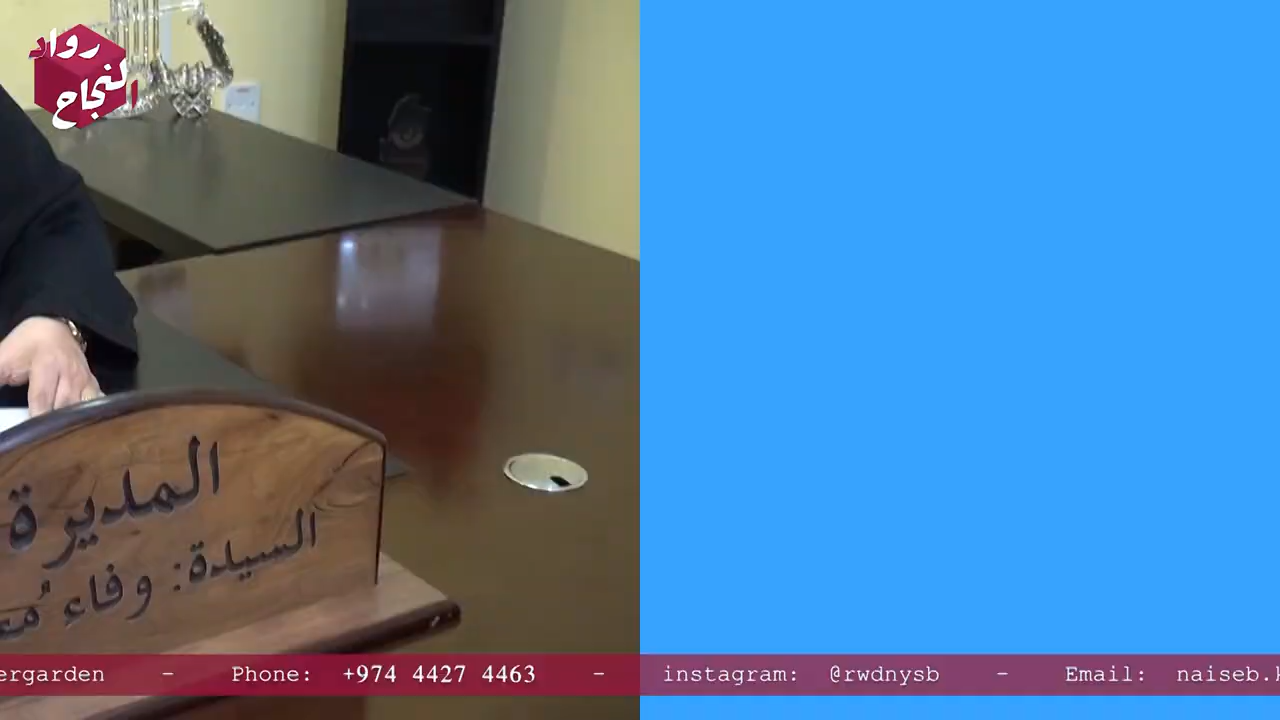 رواد
النجاح
المديرة
السيدة: وفاء
ergarden - Phone: +974 4427 4463 - instagram: @rwdnysb - Email: naiseb.k